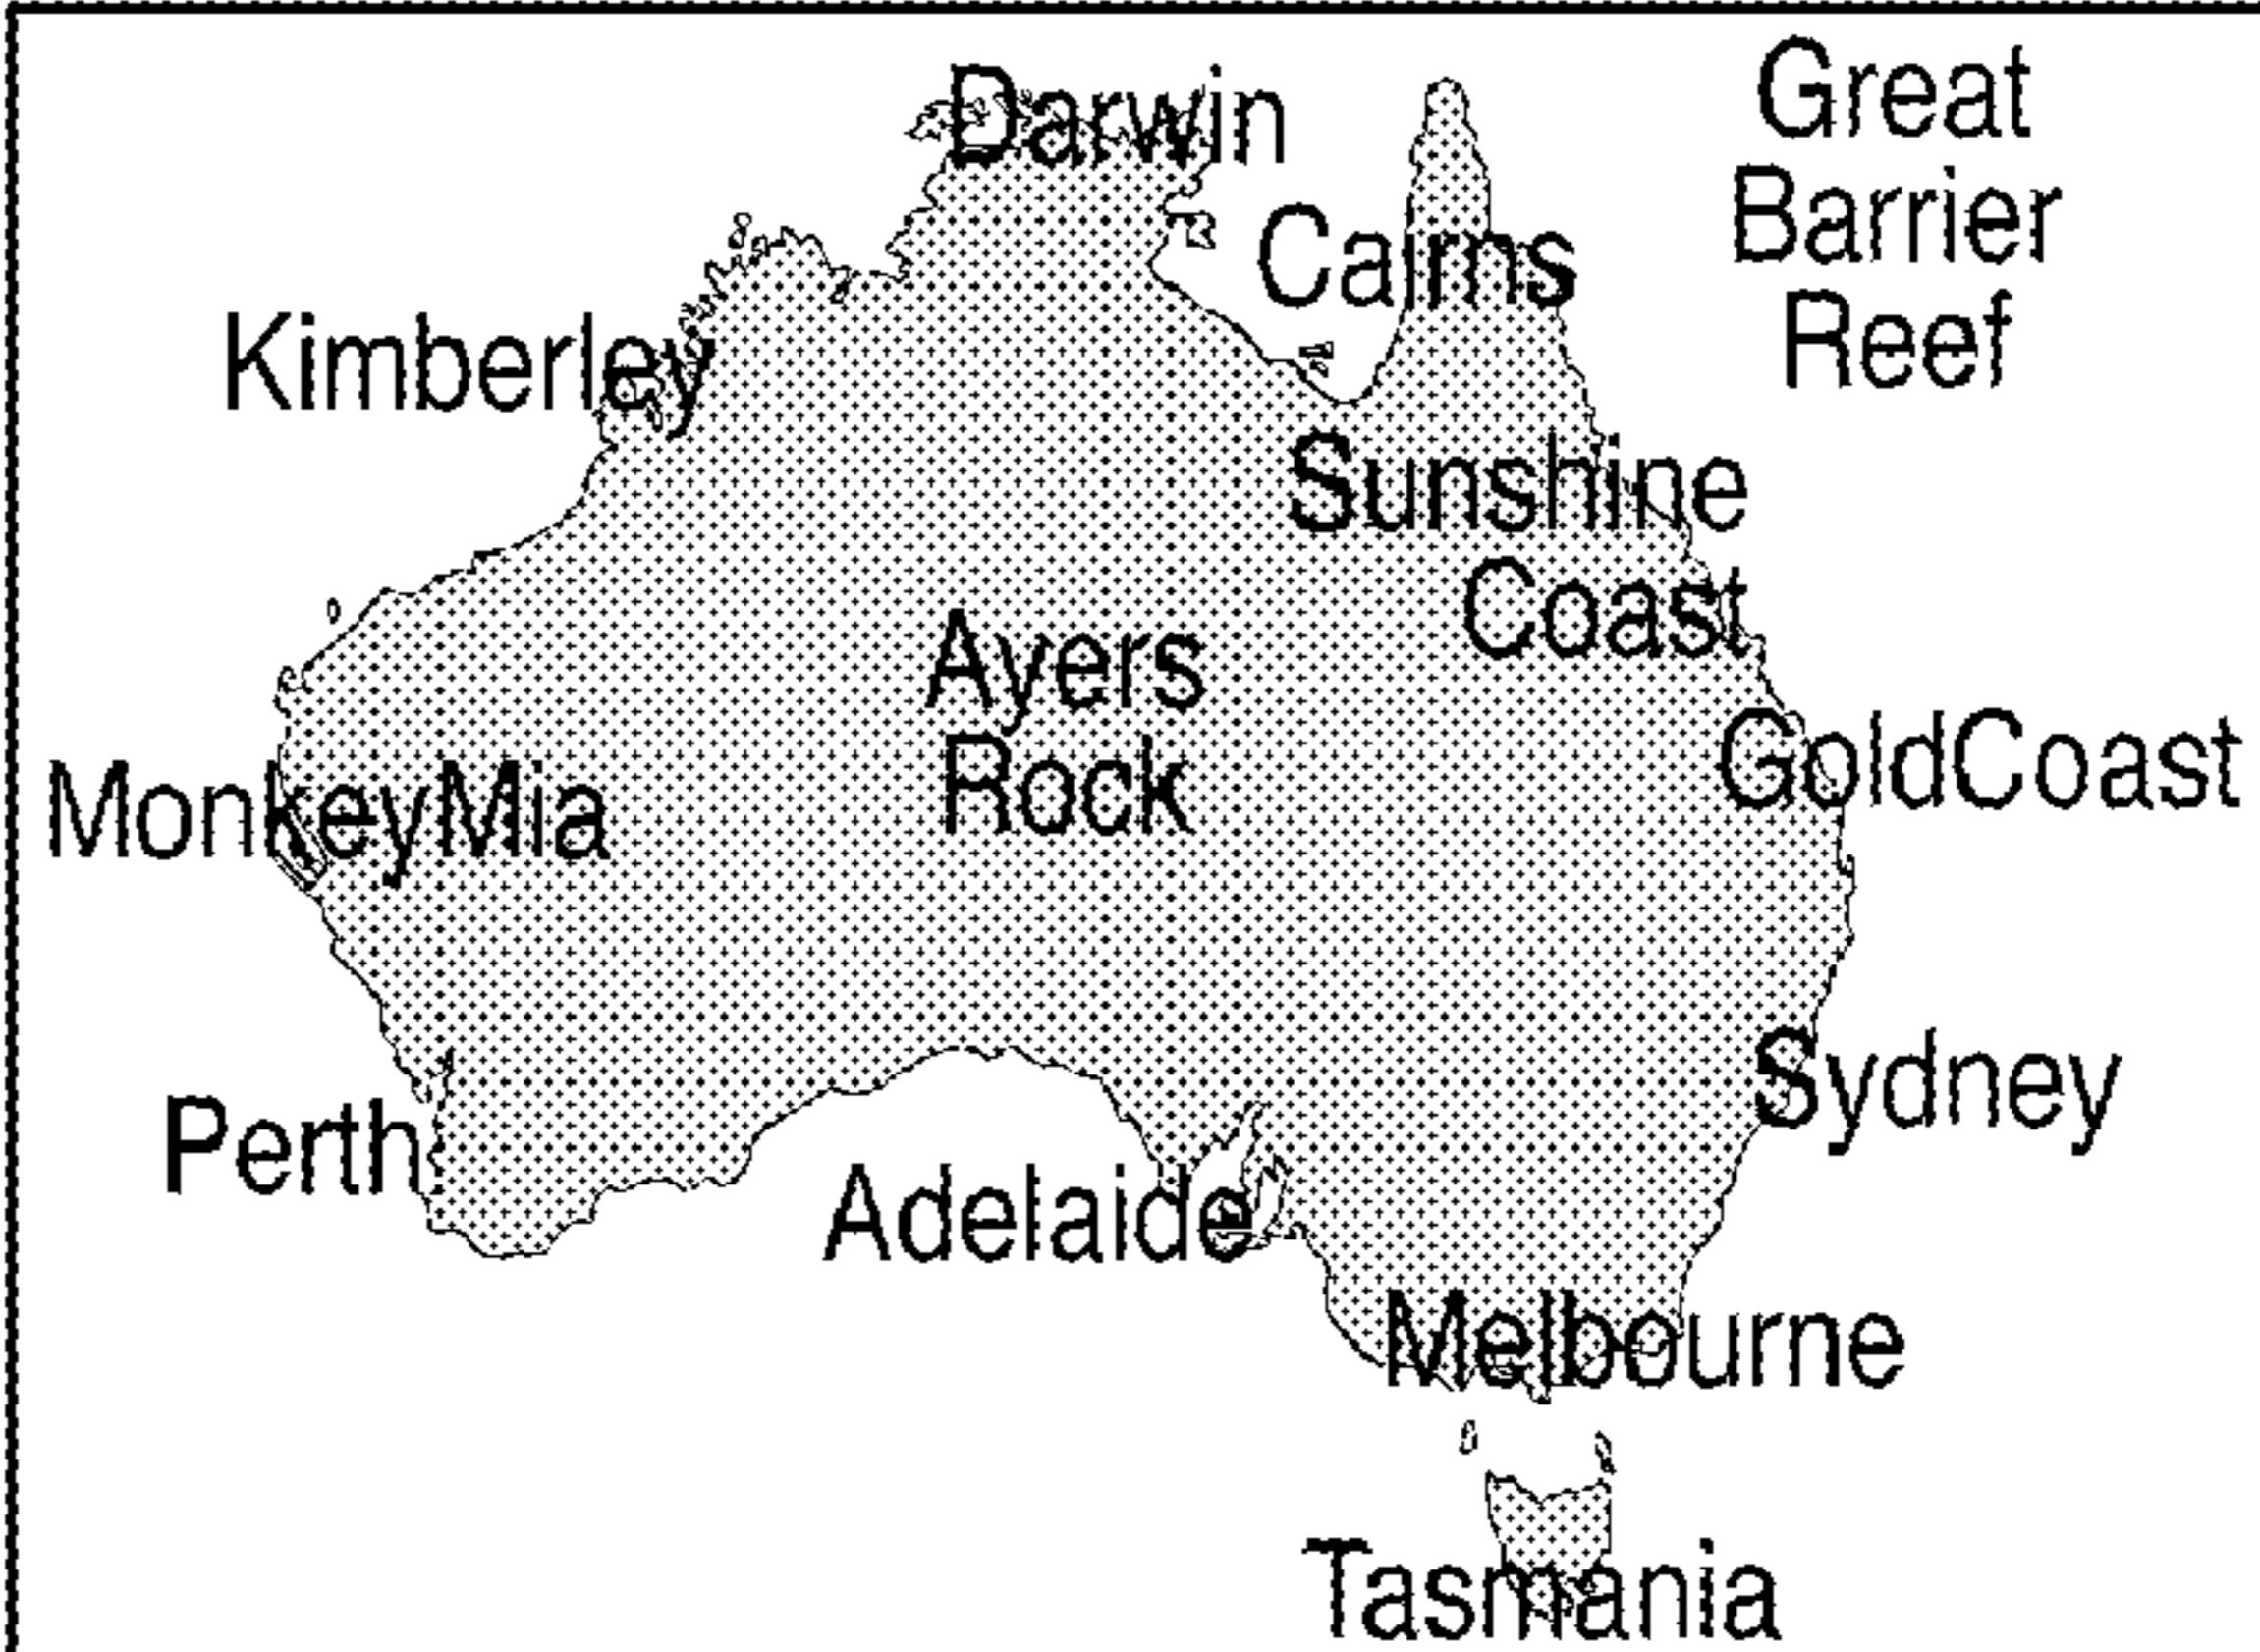 Great
Darwin
Barrier
Cairns
Reef
Kimberley
Sunshine
Coast
Ayers
Rock
GoldCoast
MonkeyMia
Sydney
Perth
Adelaide
Melbourne
Tasmania